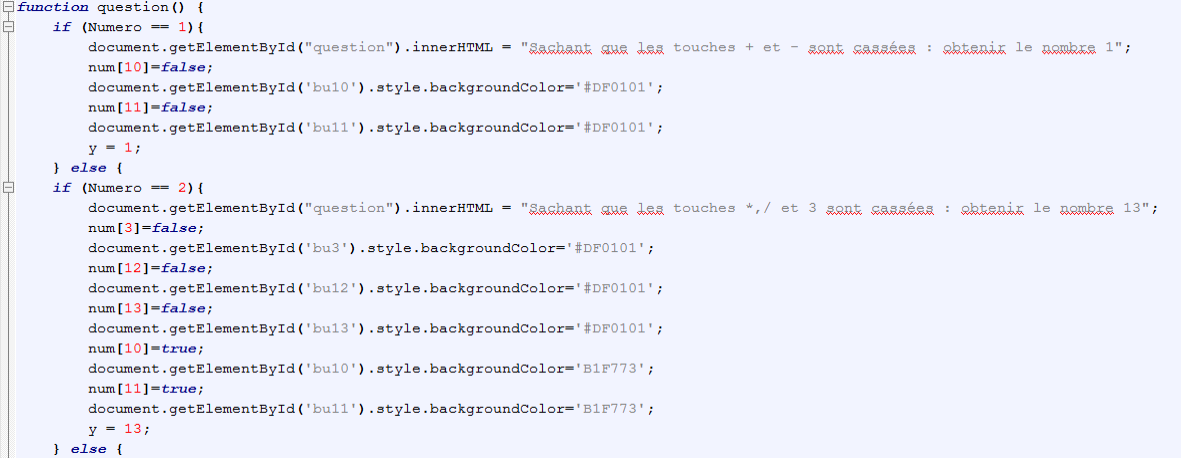 function question() {
if (Numero == 1){
document.getElementById("question").innerHTML = "Sachant que les touches + et - sont cassées : obtenir le nombre 1";
num[10]=false;
document.getElementById('bu10').style.backgroundColor='#DF0101';
num[11]=false;
document.getElementById('bu11').style.backgroundColor='#DF0101';
y = 1;
} else {
if (Numero == 2){
document.getElementById("question").innerHTML = "Sachant que les touches *,/ et 3 sont cassées : obtenir le nombre 13";
num[3]=false;
document.getElementById('bu3').style.backgroundColor='#DF0101';
num[12]=false;
document.getElementById('bu12').style.backgroundColor='#DF0101';
num[13]=false;
document.getElementById('bu13').style.backgroundColor='#DF0101';
num[10]=true;
document.getElementById('bu10').style.backgroundColor='B1F773';
num[11]=true;
document.getElementById('bu11').style.backgroundColor='B1F773';
y = 13;
} else {